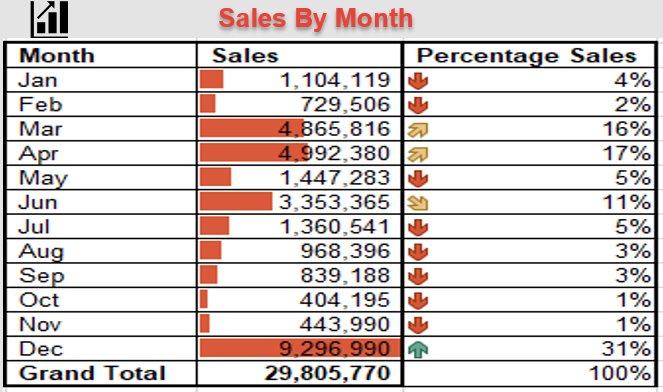 Sales By Month
Month Sales Percentage Sales
Jan 1,104,119 4%
Feb 729,506 2%
Mar 4,865,816 16%
Apr 4,992,380 17%
May 1,447,283 5%
Jun 3,353,365 11%
Jul 1,360,541 5%
Aug 968,396 3%
Sep 839,188 3%
Oct 404,195 1%
Nov 443,990 1%
Dec 9,296,990 31%
Grand Total 29,805,770 100%